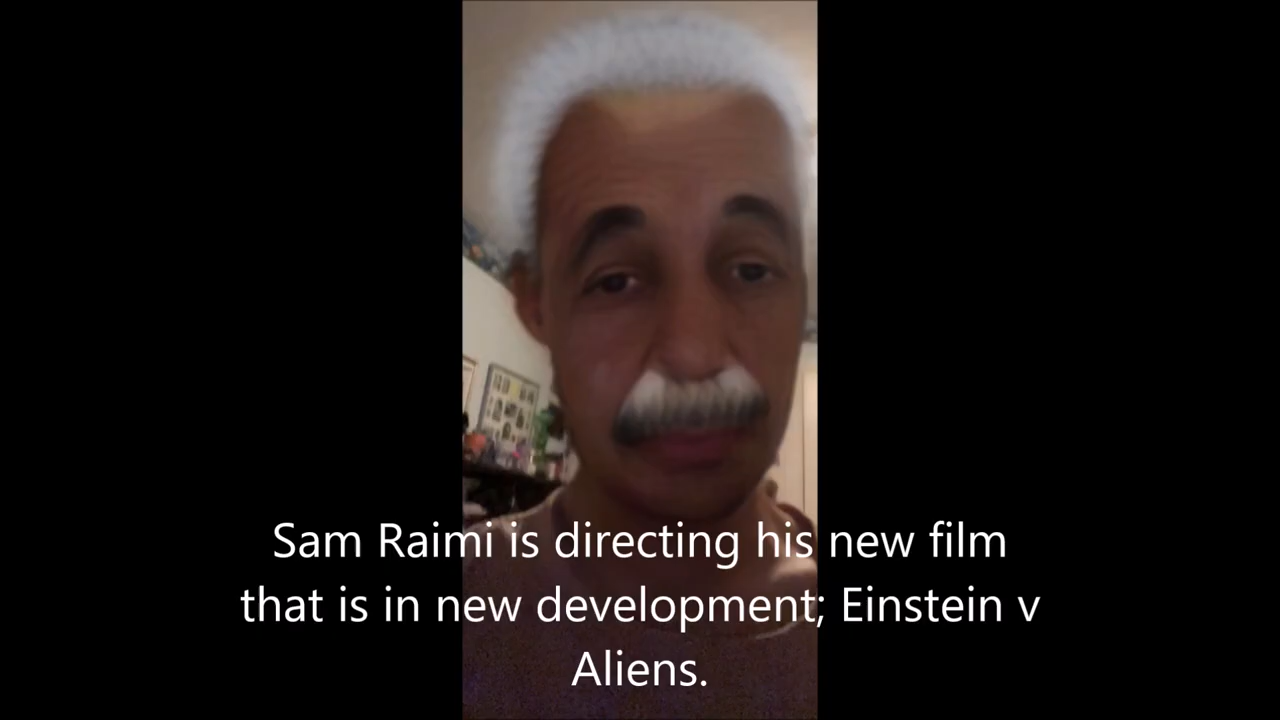 Sam Raimi is directing his new film
that is in new development; Einstein v
Aliens.